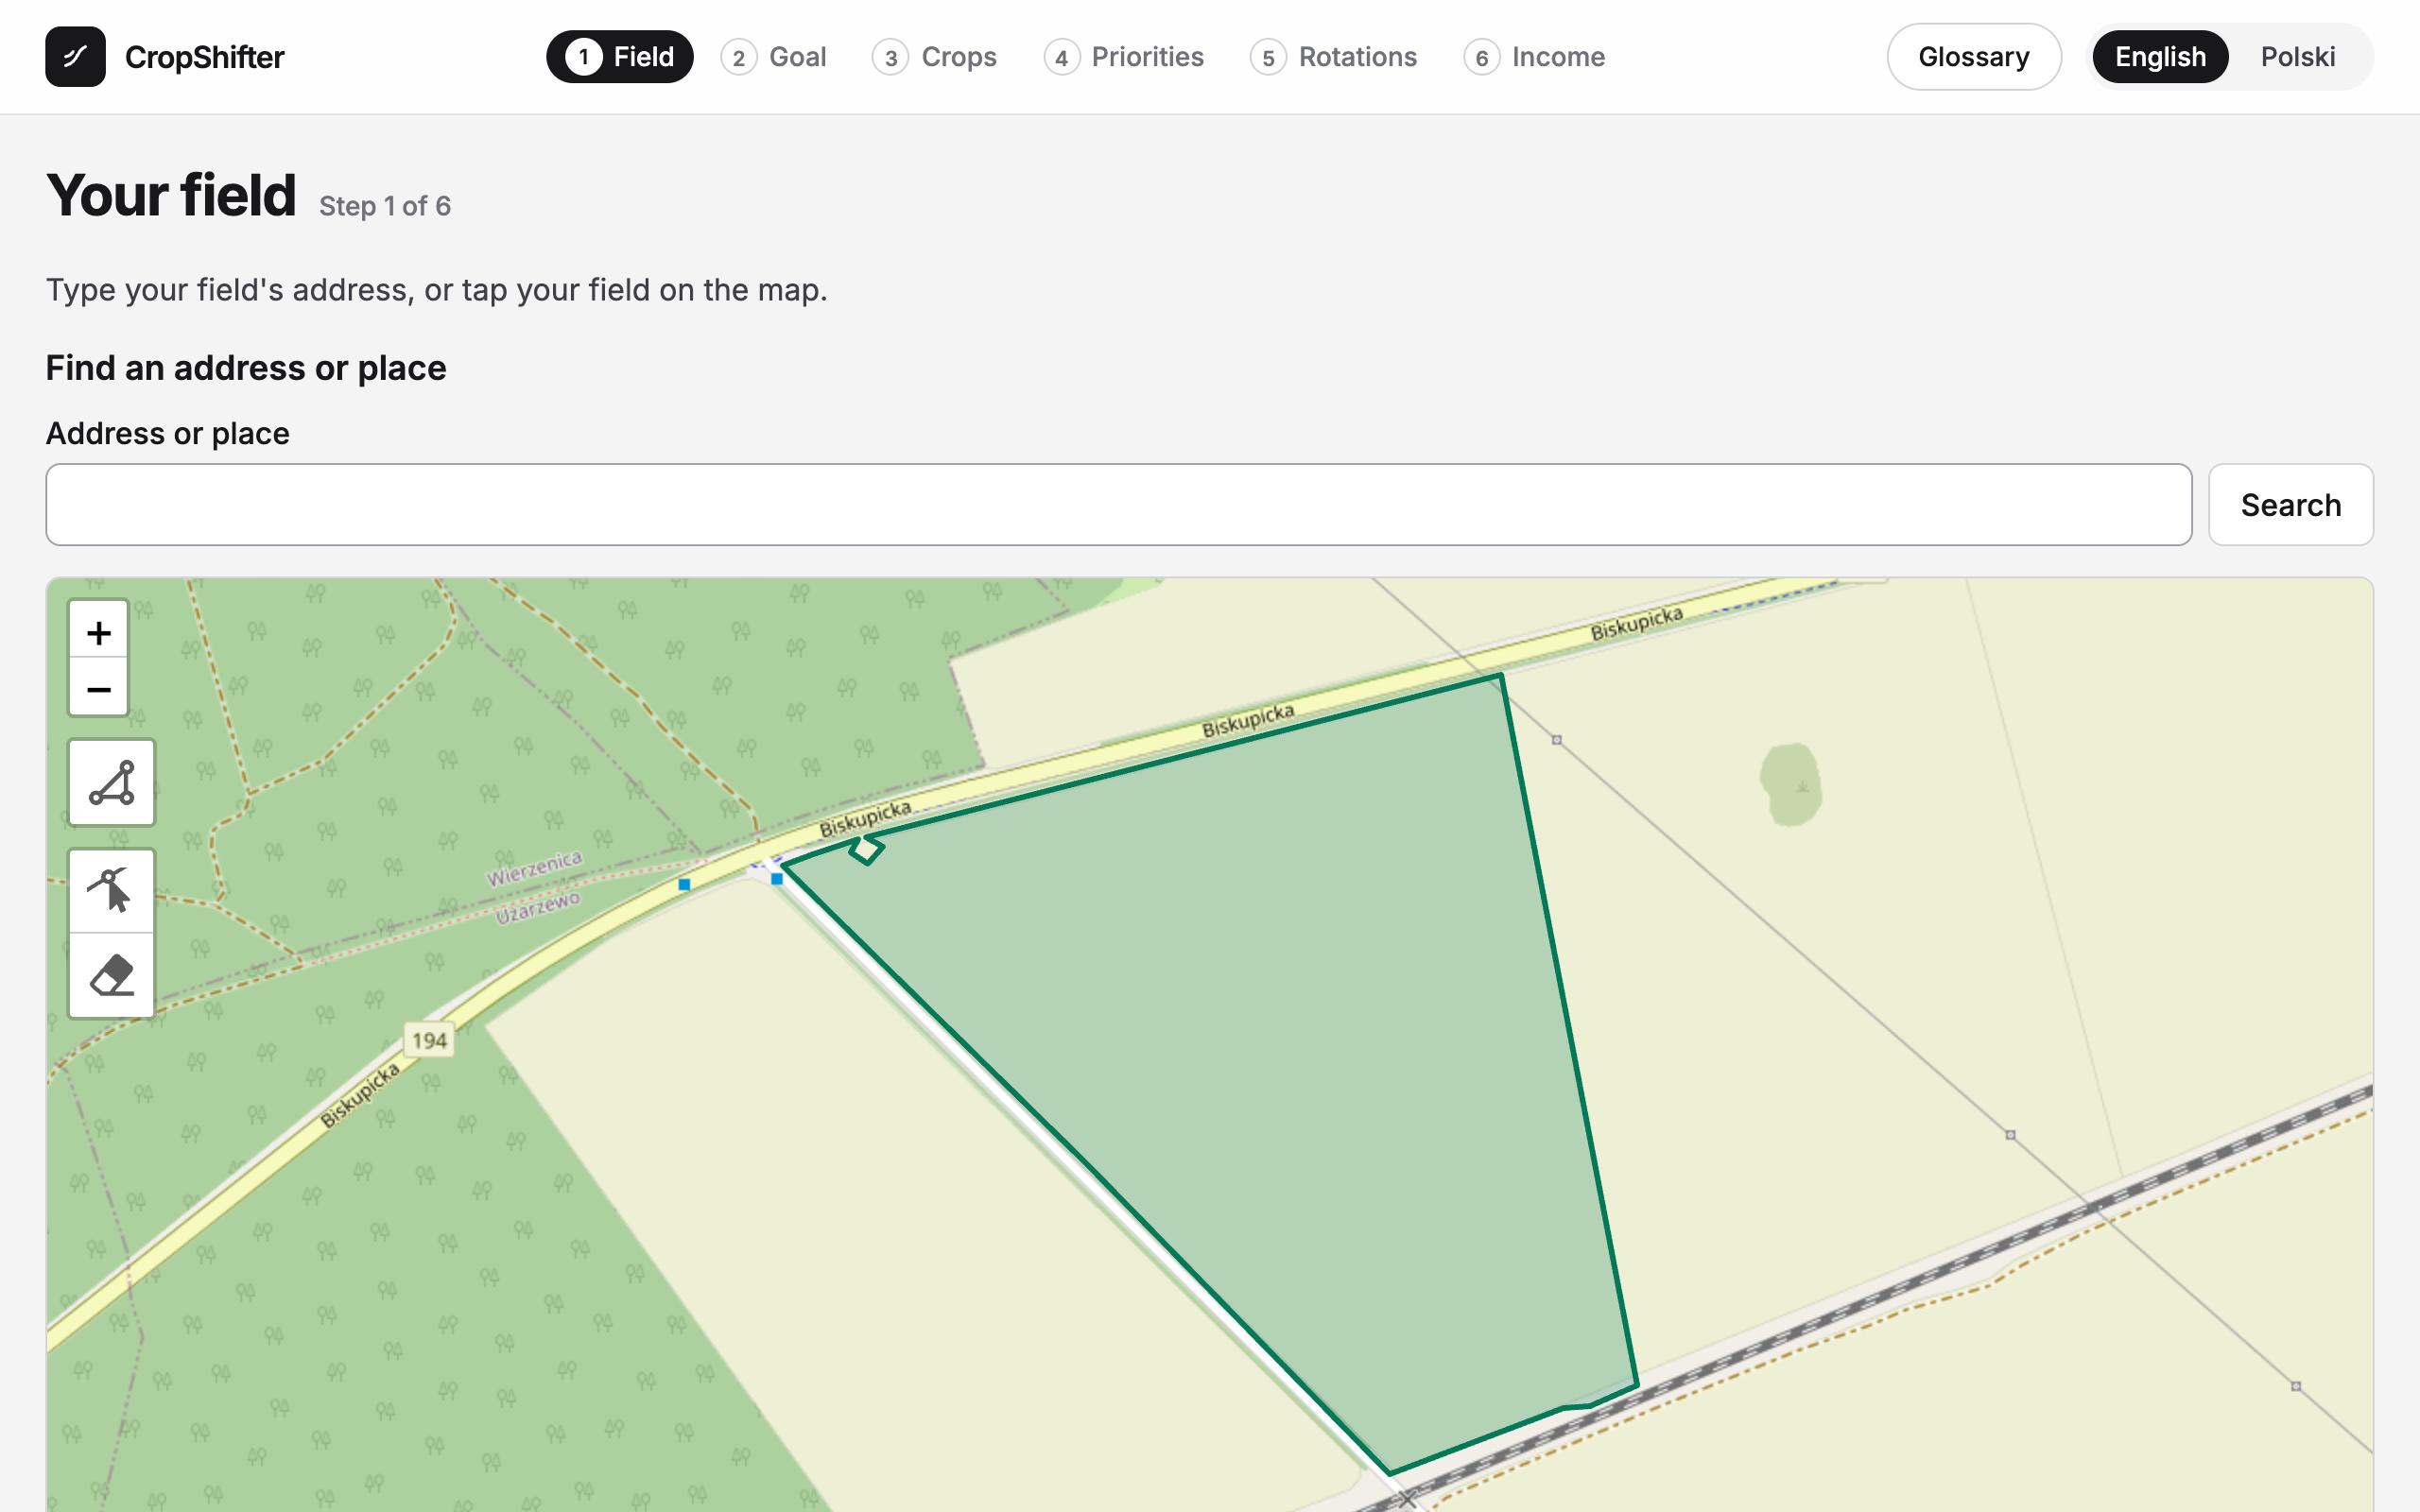 CropShifter
1 Field
2 Goal
3 Crops
4 Priorities
5 Rotations
6 Income
Glossary
English
Polski
Your field
Step 1 of 6
Type your field's address, or tap your field on the map.
Find an address or place
Address or place
Search
+
−
Biskupicka
Biskupicka
Biskupicka
Wierzenica
Uzarzewo
194
Biskupicka